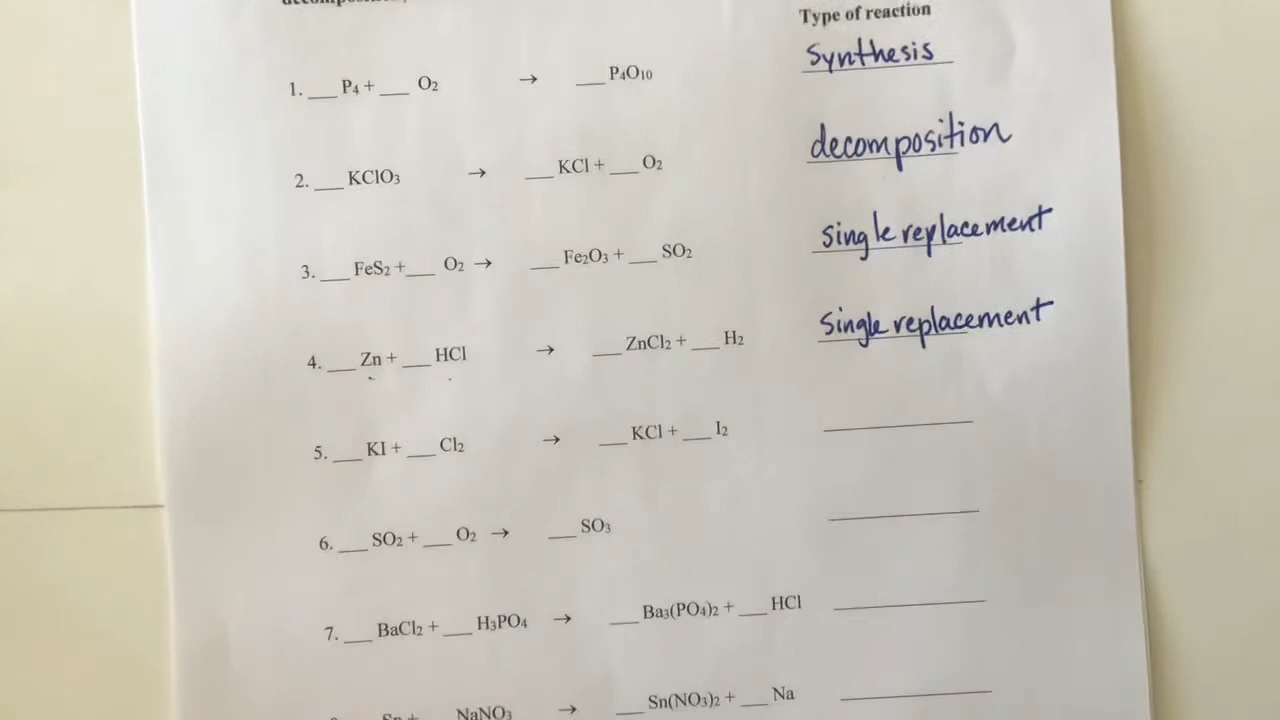 Type of reaction
1. ___ P₄ + ___ O₂ → ___ P₄O₁₀ Synthesis
2. ___ KClO₃ → ___ KCl + ___ O₂ decomposition
3. ___ FeS₂ + ___ O₂ → ___ Fe₂O₃ + ___ SO₂ single replacement
4. ___ Zn + ___ HCl → ___ ZnCl₂ + ___ H₂ Single replacement
5. ___ KI + ___ Cl₂ → ___ KCl + ___ I₂
6. ___ SO₂ + ___ O₂ → ___ SO₃
7. ___ BaCl₂ + ___ H₃PO₄ → ___ Ba₃(PO₄)₂ + ___ HCl
Sn + NaNO₃ → ___ Sn(NO₃)₂ + ___ Na